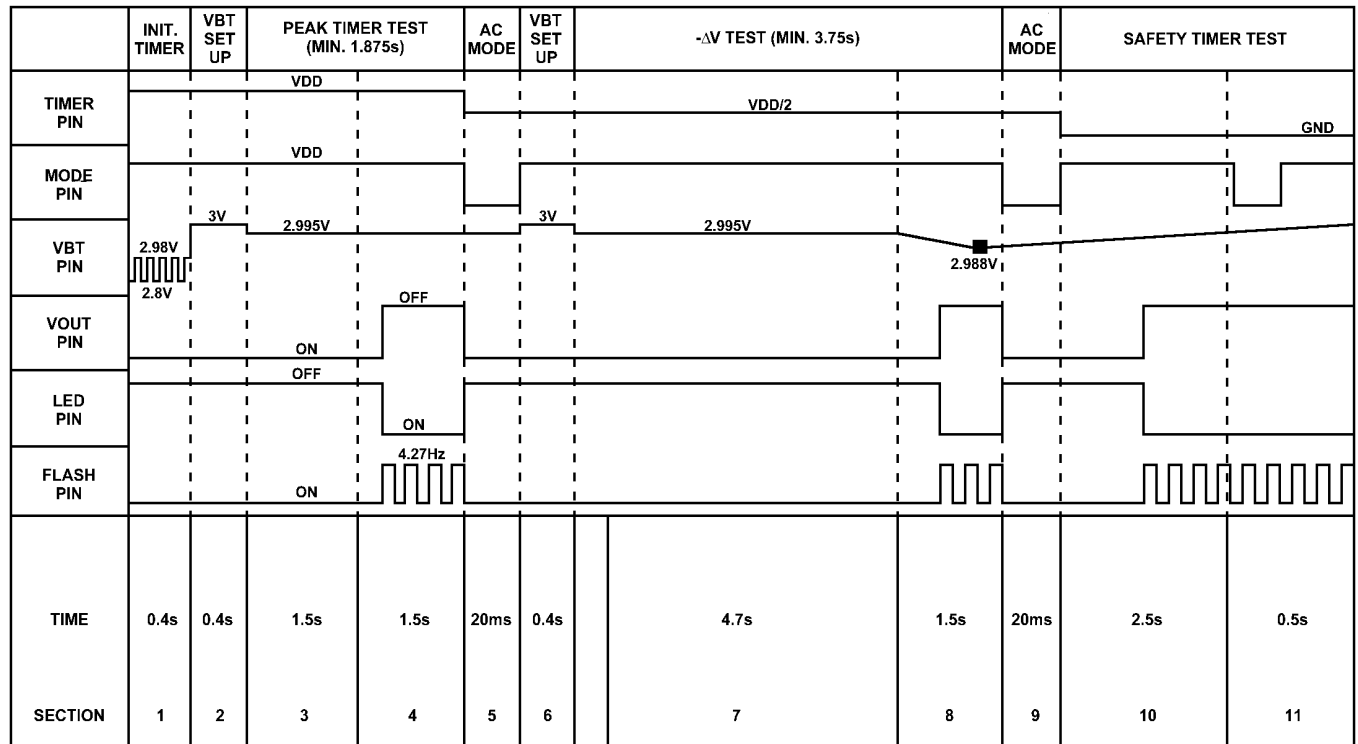 INIT. TIMER
VBT SET UP
PEAK TIMER TEST (MIN. 1.875s)
AC MODE
VBT SET UP
-ΔV TEST (MIN. 3.75s)
AC MODE
SAFETY TIMER TEST
TIMER PIN
VDD
VDD/2
GND
MODE PIN
VDD
VBT PIN
2.98V
2.8V
3V
2.995V
3V
2.995V
2.988V
VOUT PIN
ON
OFF
LED PIN
OFF
ON
FLASH PIN
ON
4.27Hz
TIME 0.4s 0.4s 1.5s 1.5s 20ms 0.4s 4.7s 1.5s 20ms 2.5s 0.5s
SECTION 1 2 3 4 5 6 7 8 9 10 11